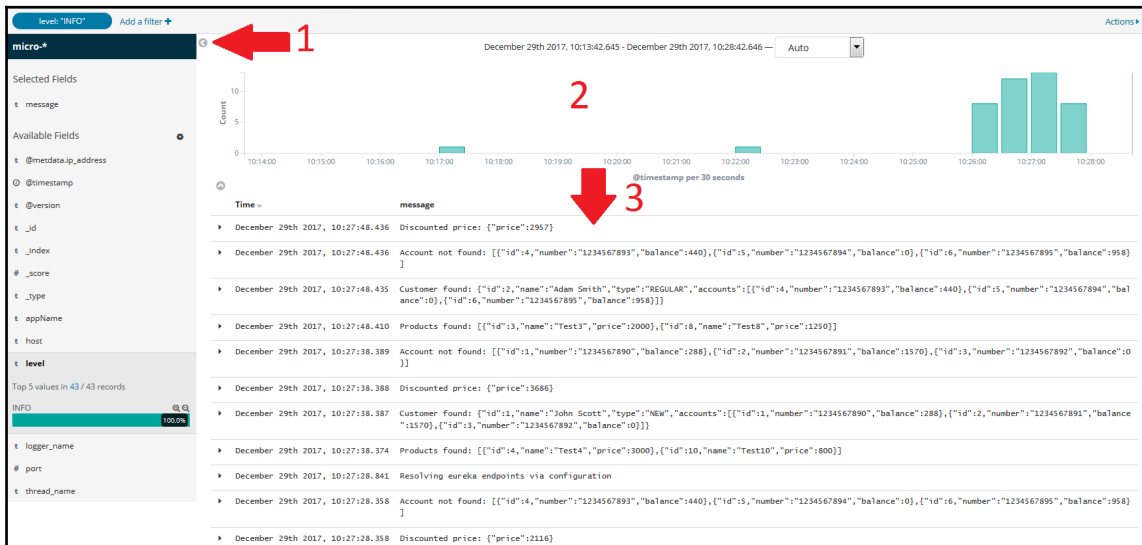 level: "INFO" Add a filter + Actions
micro-*
1
December 29th 2017, 10:13:42.645 - December 29th 2017, 10:28:42.646 — Auto
Selected Fields
t message
Available Fields
t @metdata.ip_address
@timestamp
t @version
t _id
t _index
# _score
t _type
t appName
t host
t level
Top 5 values in 43 / 43 records
INFO
100.0%
t logger_name
# port
t thread_name
2
Count
10
5
0
10:14:00 10:15:00 10:16:00 10:17:00 10:18:00 10:19:00 10:20:00 10:21:00 10:22:00 10:23:00 10:24:00 10:25:00 10:26:00 10:27:00 10:28:00
@timestamp per 30 seconds
3
Time message
December 29th 2017, 10:27:48.436 Discounted price: {"price":2957}
December 29th 2017, 10:27:48.436 Account not found: [{"id":4,"number":"1234567893","balance":440},{"id":5,"number":"1234567894","balance":0},{"id":6,"number":"1234567895","balance":958}
]
December 29th 2017, 10:27:48.435 Customer found: {"id":2,"name":"Adam Smith","type":"REGULAR","accounts":[{"id":4,"number":"1234567893","balance":440},{"id":5,"number":"1234567894","bal
ance":0},{"id":6,"number":"1234567895","balance":958}]}
December 29th 2017, 10:27:48.410 Products found: [{"id":3,"name":"Test3","price":2000},{"id":8,"name":"Test8","price":1250}]
December 29th 2017, 10:27:38.389 Account not found: [{"id":1,"number":"1234567890","balance":288},{"id":2,"number":"1234567891","balance":1570},{"id":3,"number":"1234567892","balance":0
}]
December 29th 2017, 10:27:38.388 Discounted price: {"price":3686}
December 29th 2017, 10:27:38.387 Customer found: {"id":1,"name":"John Scott","type":"NEW","accounts":[{"id":1,"number":"1234567890","balance":288},{"id":2,"number":"1234567891","balance
":1570},{"id":3,"number":"1234567892","balance":0}]}
December 29th 2017, 10:27:38.374 Products found: [{"id":4,"name":"Test4","price":3000},{"id":10,"name":"Test10","price":800}]
December 29th 2017, 10:27:28.841 Resolving eureka endpoints via configuration
December 29th 2017, 10:27:28.358 Account not found: [{"id":4,"number":"1234567893","balance":440},{"id":5,"number":"1234567894","balance":0},{"id":6,"number":"1234567895","balance":958}
]
December 29th 2017, 10:27:28.358 Discounted price: {"price":2116}